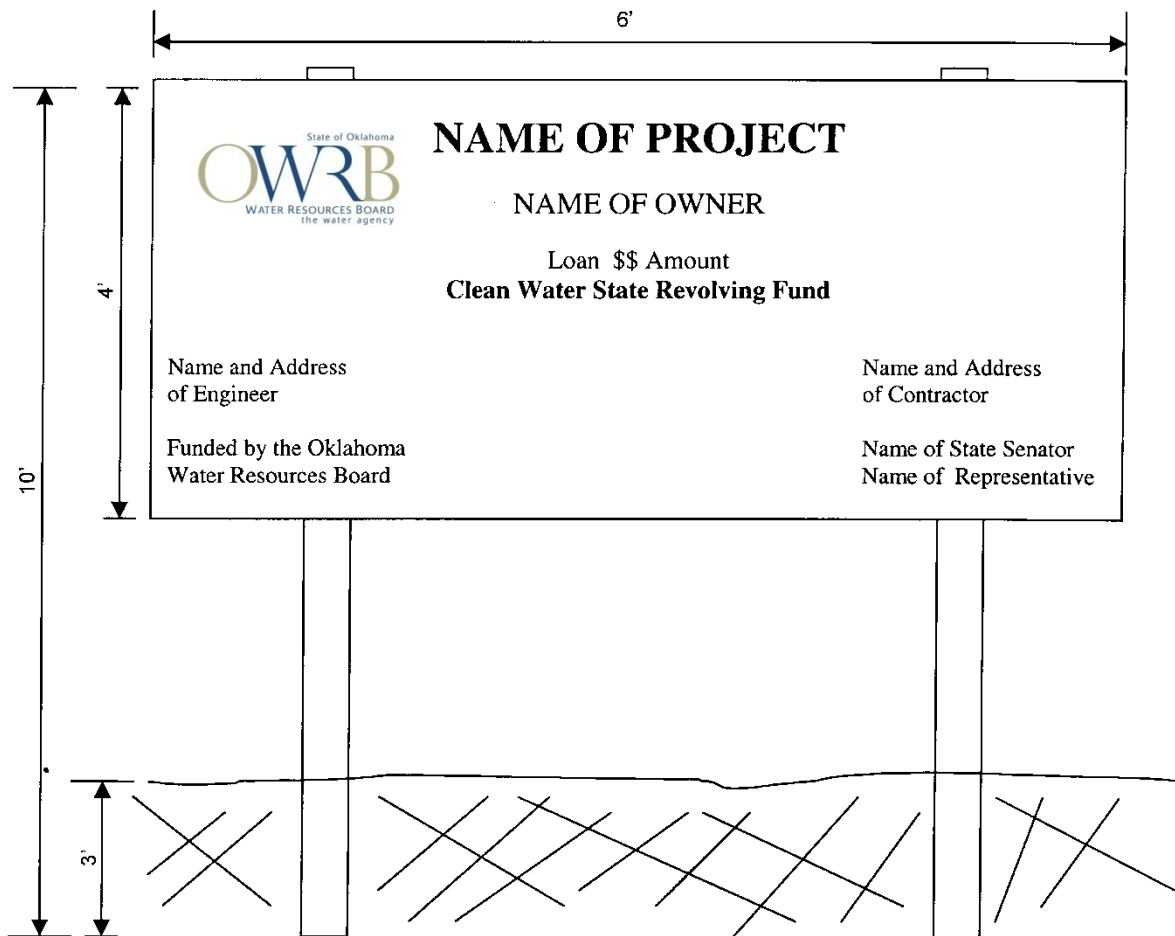 6'
State of Oklahoma
OWRB
WATER RESOURCES BOARD
the water agency
NAME OF PROJECT
NAME OF OWNER
Loan $$ Amount
Clean Water State Revolving Fund
4'
Name and Address
of Engineer
Funded by the Oklahoma
Water Resources Board
Name and Address
of Contractor
Name of State Senator
Name of Representative
10'
3'